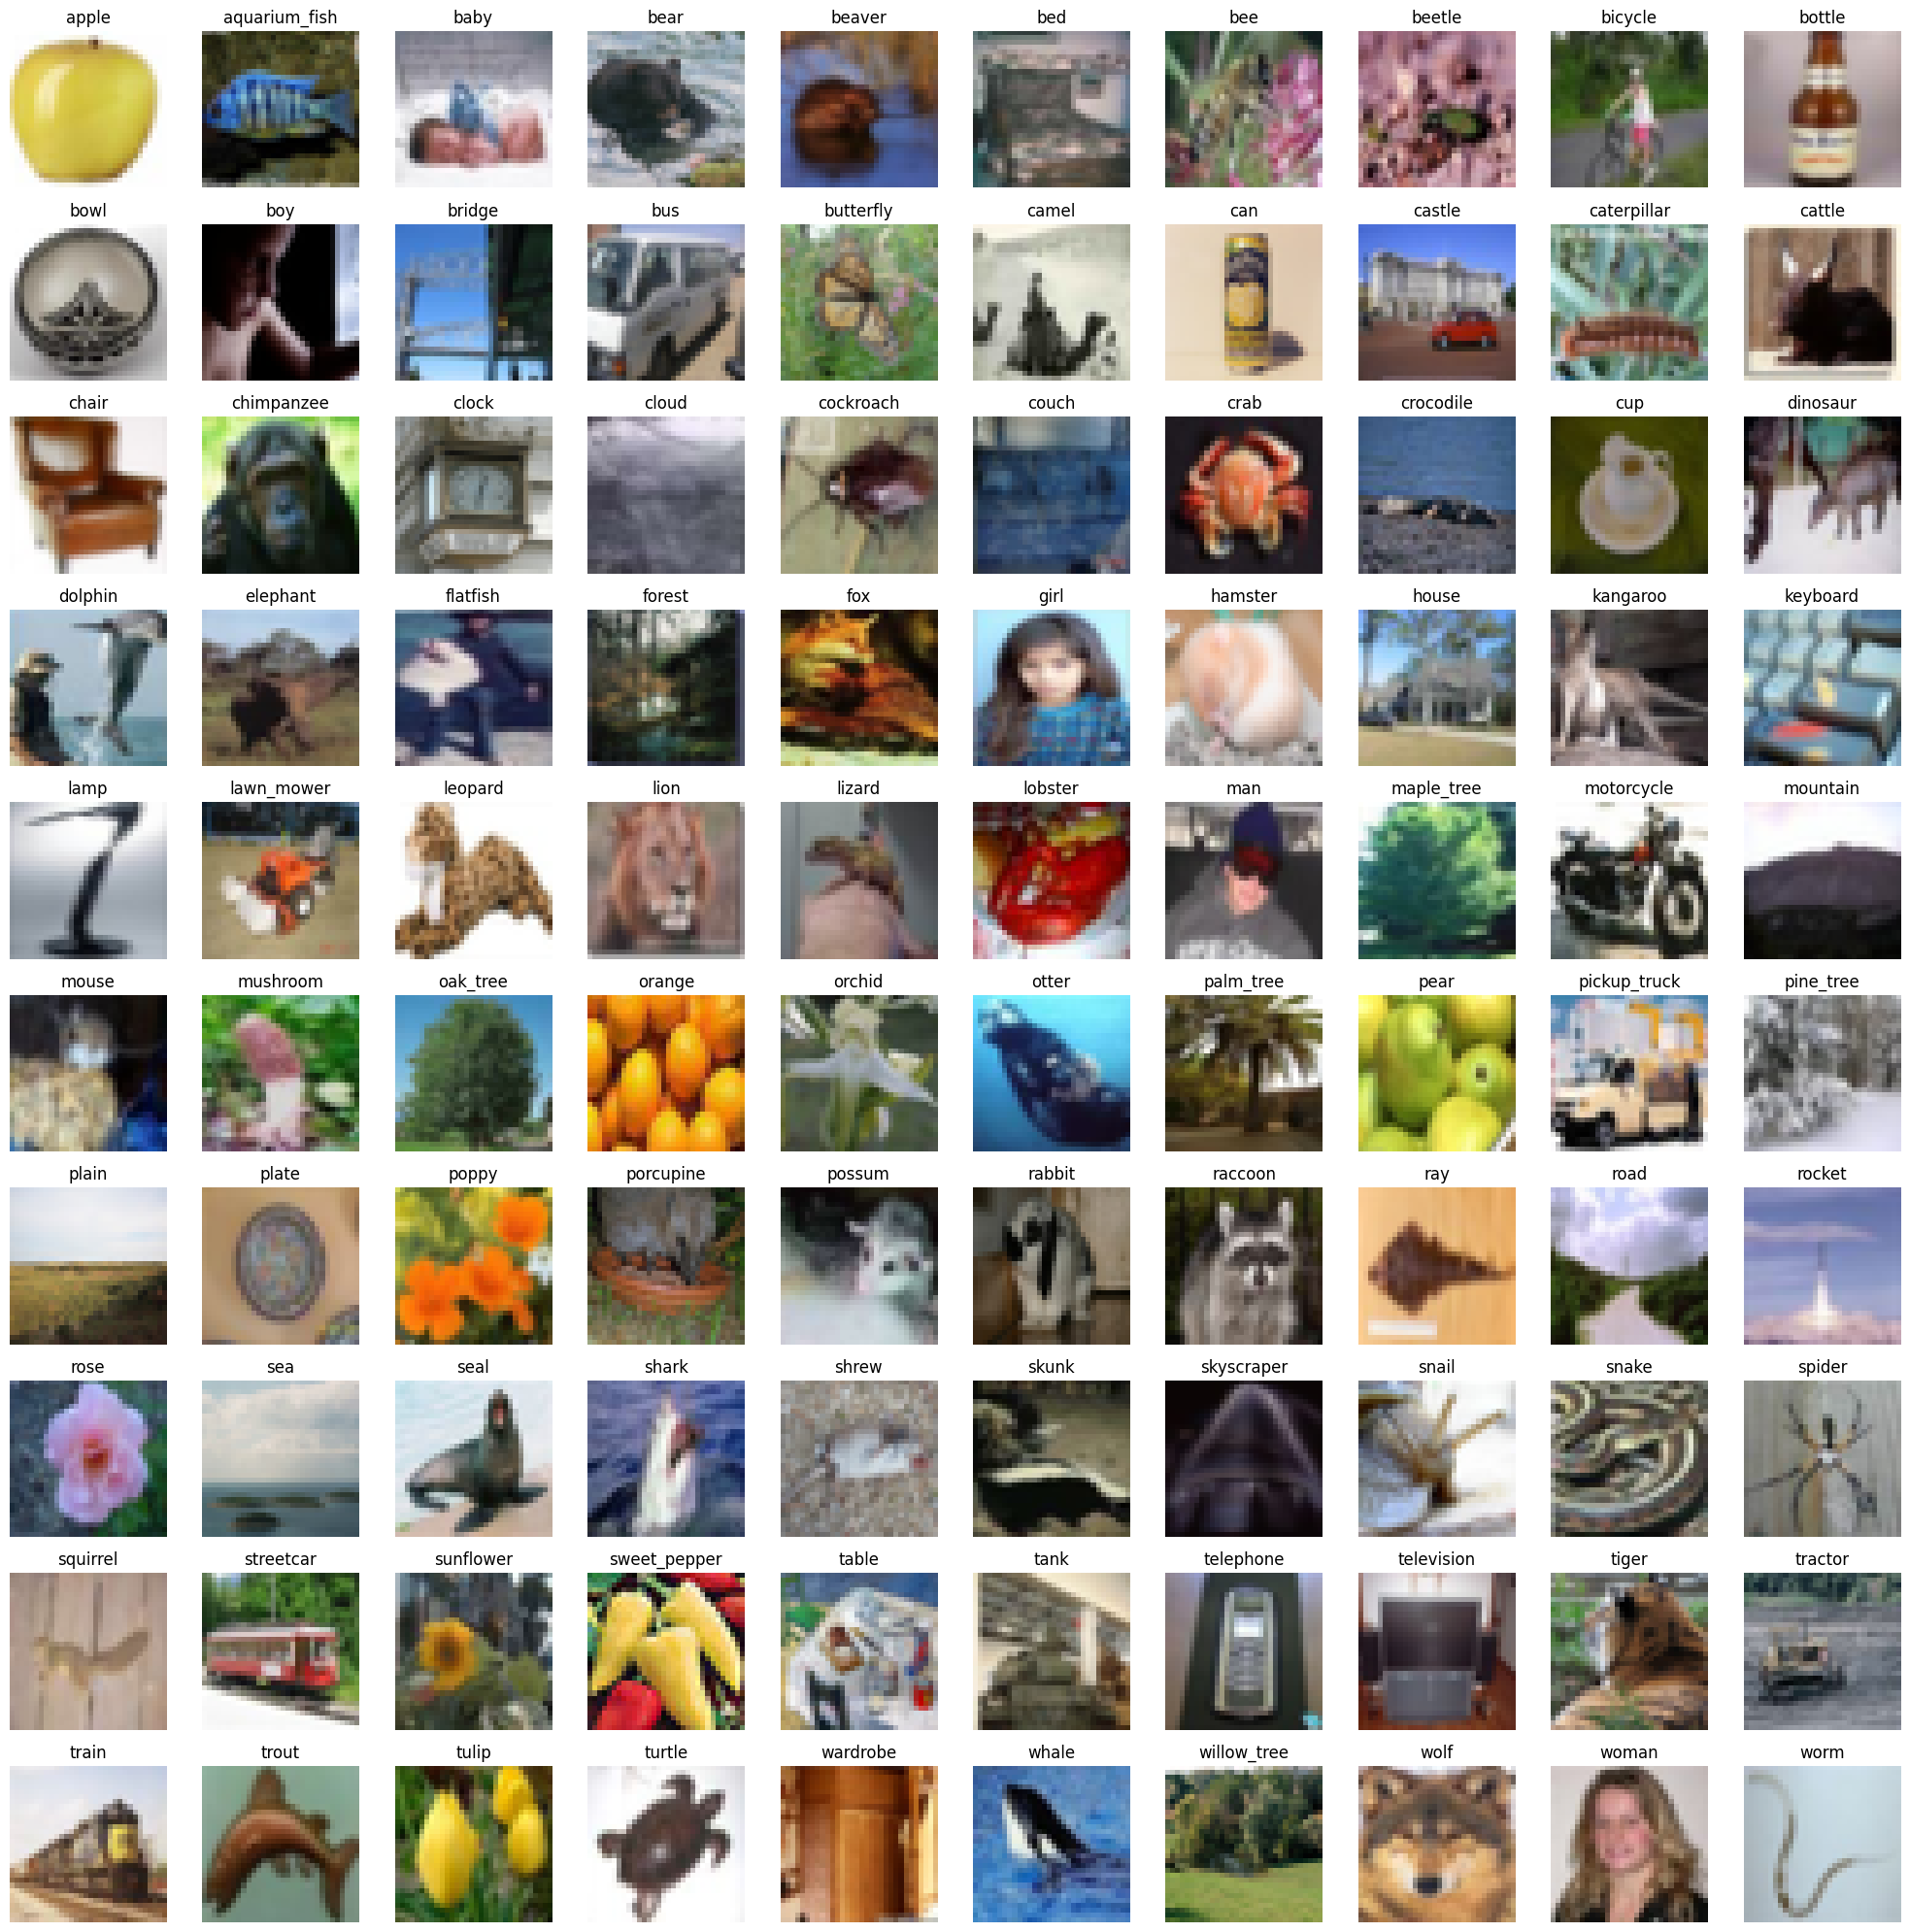 apple aquarium_fish baby bear beaver bed bee beetle bicycle bottle
bowl boy bridge bus butterfly camel can castle caterpillar cattle
chair chimpanzee clock cloud cockroach couch crab crocodile cup dinosaur
dolphin elephant flatfish forest fox girl hamster house kangaroo keyboard
lamp lawn_mower leopard lion lizard lobster man maple_tree motorcycle mountain
mouse mushroom oak_tree orange orchid otter palm_tree pear pickup_truck pine_tree
plain plate poppy porcupine possum rabbit raccoon ray road rocket
rose sea seal shark shrew skunk skyscraper snail snake spider
squirrel streetcar sunflower sweet_pepper table tank telephone television tiger tractor
train trout tulip turtle wardrobe whale willow_tree wolf woman worm